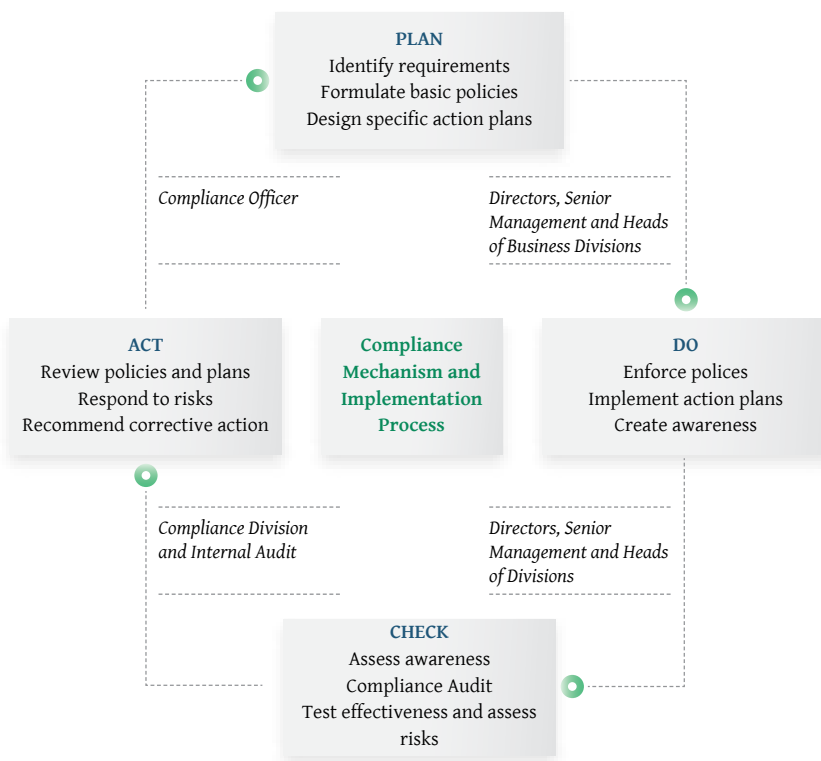 PLAN
Identify requirements
Formulate basic policies
Design specific action plans
Compliance Officer
Directors, Senior
Management and Heads
of Business Divisions
ACT
Review policies and plans
Respond to risks
Recommend corrective action
Compliance
Mechanism and
Implementation
Process
DO
Enforce polices
Implement action plans
Create awareness
Compliance Division
and Internal Audit
Directors, Senior
Management and Heads
of Divisions
CHECK
Assess awareness
Compliance Audit
Test effectiveness and assess
risks